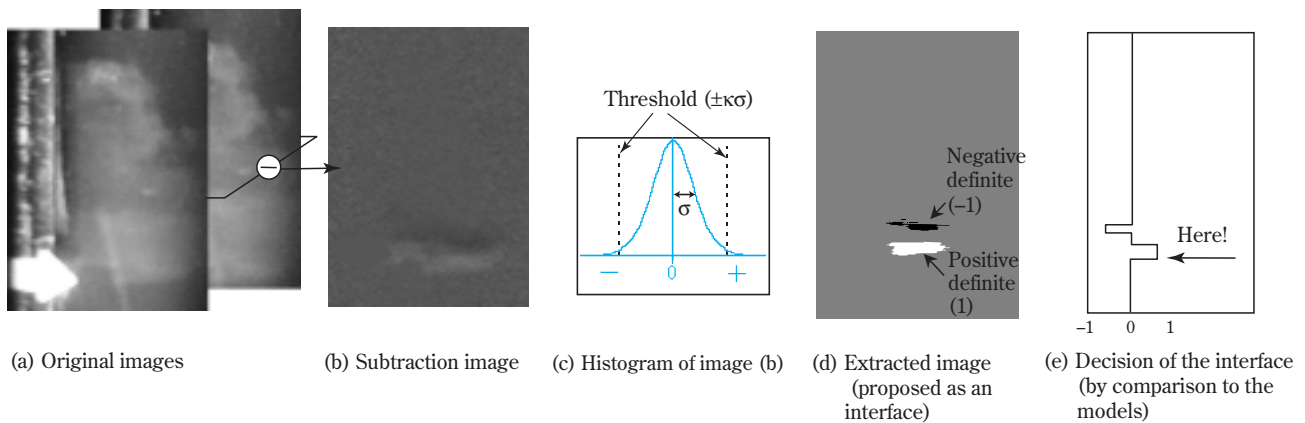 Threshold (±κσ)
σ
−
0
+
Negative
definite
(−1)
Positive
definite
(1)
Here!
−1 0 1
(a) Original images
(b) Subtraction image
(c) Histogram of image (b)
(d) Extracted image
(proposed as an
interface)
(e) Decision of the interface
(by comparison to the
models)